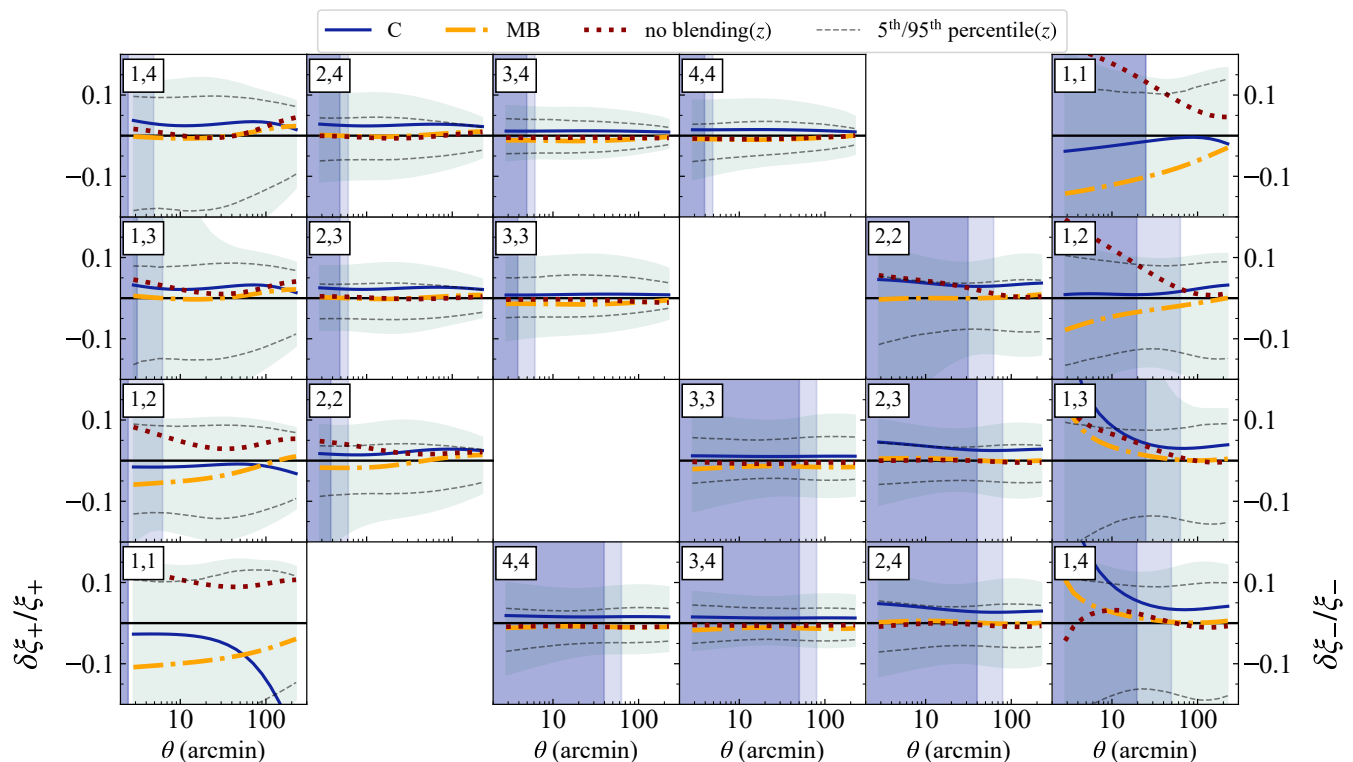 C MB no blending(z) 5th/95th percentile(z)
1,4 2,4 3,4 4,4 1,1
0.1 0.1
−0.1 −0.1
1,3 2,3 3,3 2,2 1,2
0.1 0.1
−0.1 −0.1
1,2 2,2 3,3 2,3 1,3
0.1 0.1
−0.1 −0.1
1,1 4,4 3,4 2,4 1,4
0.1 0.1
−0.1 −0.1
δξ+/ξ+
δξ−/ξ−
10 100 10 100 10 100 10 100 10 100
θ (arcmin) θ (arcmin) θ (arcmin) θ (arcmin) θ (arcmin)